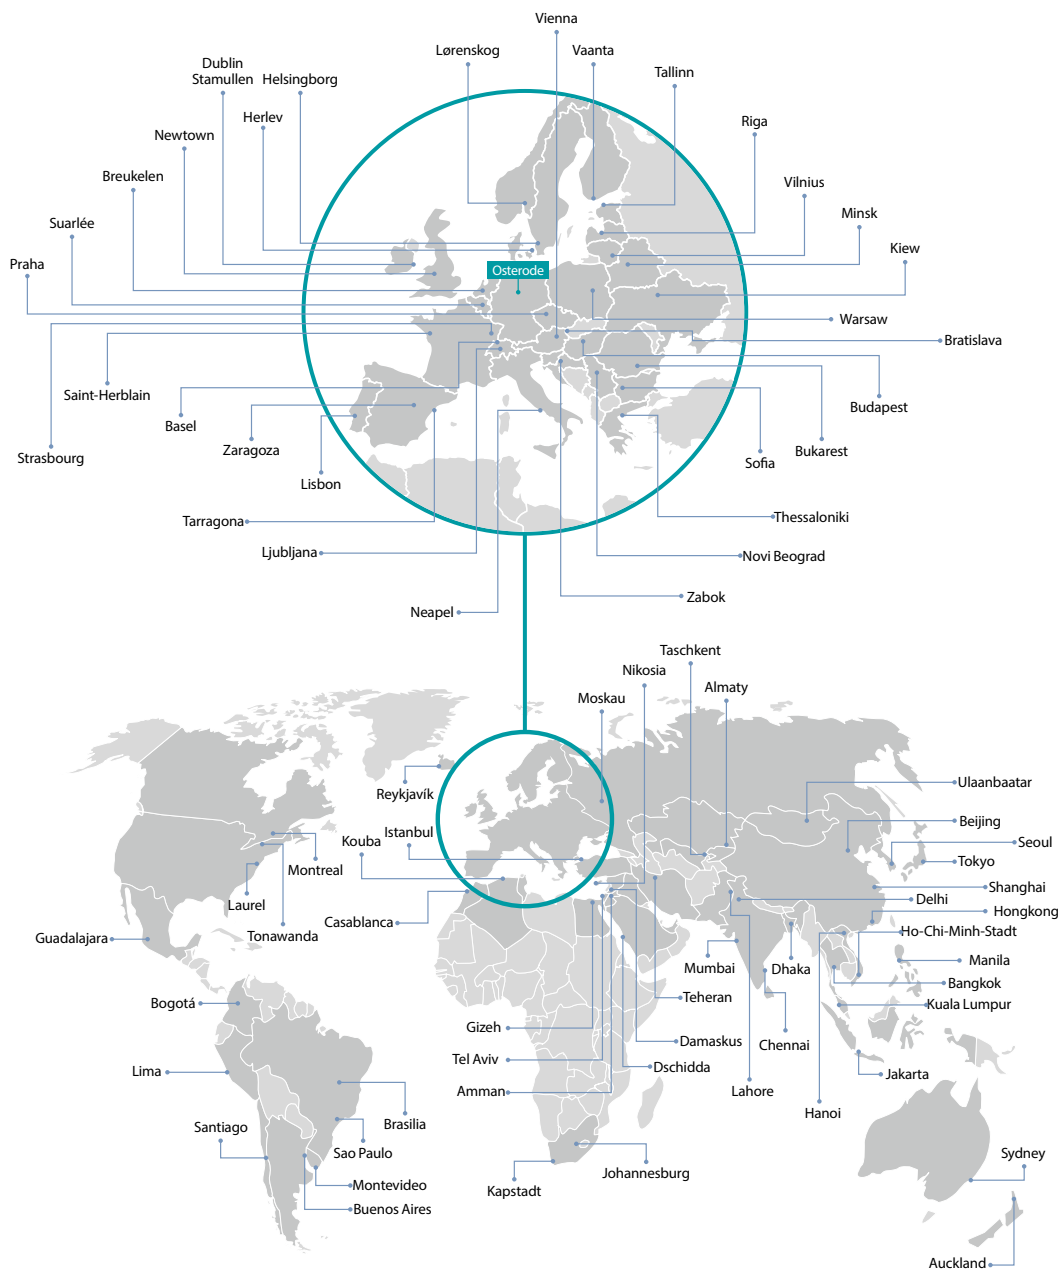 Vienna
Lørenskog
Vaanta
Dublin
Stamullen
Helsingborg
Tallinn
Herlev
Riga
Newtown
Breukelen
Vilnius
Suarlée
Minsk
Praha
Kiew
Osterode
Warsaw
Bratislava
Saint-Herblain
Basel
Budapest
Zaragoza
Bukarest
Strasbourg
Sofia
Lisbon
Tarragona
Thessaloniki
Ljubljana
Novi Beograd
Zabok
Neapel
Taschkent
Nikosia
Almaty
Moskau
Ulaanbaatar
Reykjavík
Beijing
Istanbul
Kouba
Seoul
Montreal
Tokyo
Shanghai
Laurel
Delhi
Hongkong
Casablanca
Ho-Chi-Minh-Stadt
Tonawanda
Guadalajara
Manila
Mumbai
Dhaka
Bangkok
Teheran
Bogotá
Kuala Lumpur
Gizeh
Damaskus
Chennai
Tel Aviv
Dschidda
Lima
Jakarta
Amman
Lahore
Hanoi
Brasilia
Santiago
Sao Paulo
Sydney
Johannesburg
Montevideo
Kapstadt
Buenos Aires
Auckland